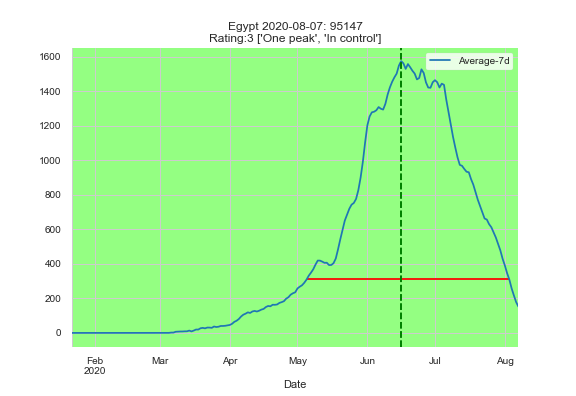 Egypt 2020-08-07: 95147
Rating:3 ['One peak', 'In control']
Average-7d
1600
1400
1200
1000
800
600
400
200
0
Feb
2020
Mar
Apr
May
Jun
Jul
Aug
Date